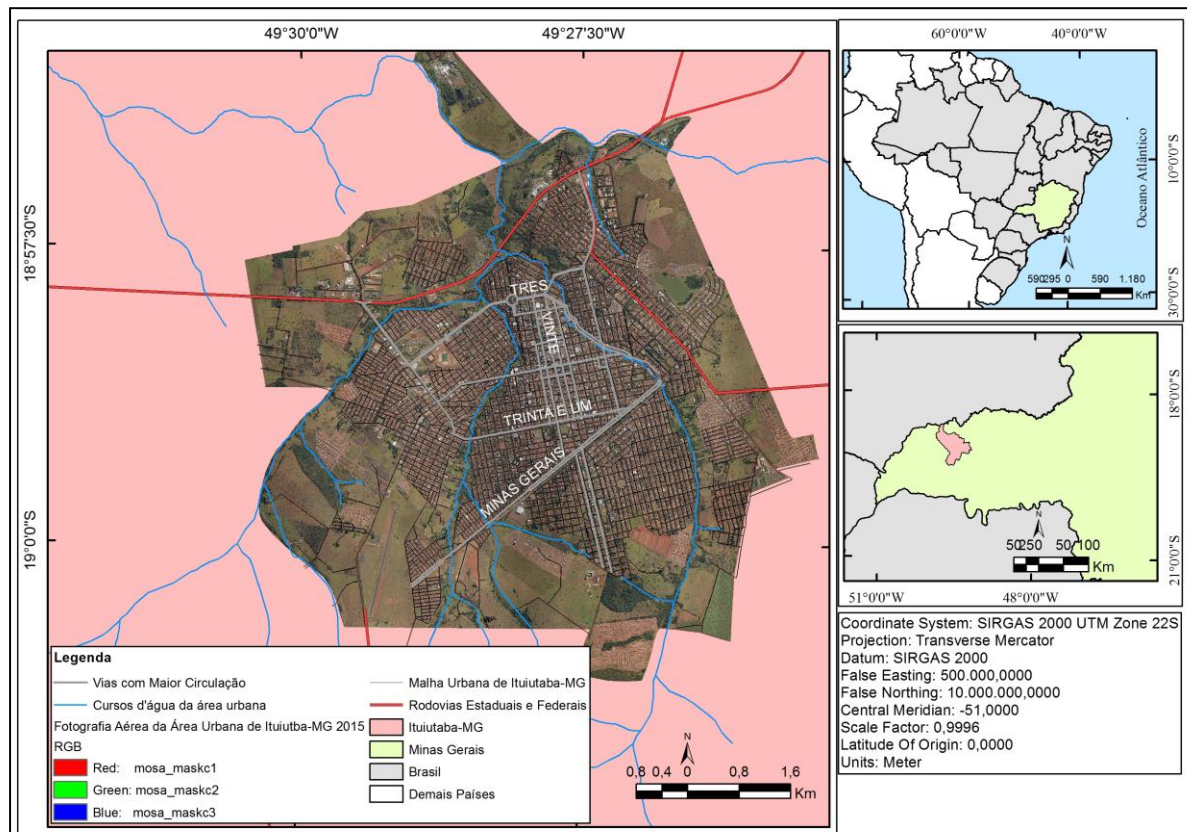 49°30'0"W
49°27'30"W
18°57'30"S
19°0'0"S
TRES
VINTE
TRINTA E UM
MINAS GERAIS
Legenda
Vias com Maior Circulação
Malha Urbana de Ituiutaba-MG
Cursos d'água da área urbana
Rodovias Estaduais e Federais
Fotografia Aérea da Área Urbana de Ituiutba-MG 2015
RGB
Red: mosa_maskc1
Green: mosa_maskc2
Blue: mosa_maskc3
Ituiutaba-MG
Minas Gerais
Brasil
Demais Países
N
0,8 0,4 0 0,8 1,6
Km
60°0'0"W
40°0'0"W
10°0'0"S
30°0'0"S
Oceano Atlântico
N
590 295 0 590 1.180
Km
18°0'0"S
21°0'0"S
N
50 25 0 50 100
Km
51°0'0"W
48°0'0"W
Coordinate System: SIRGAS 2000 UTM Zone 22S
Projection: Transverse Mercator
Datum: SIRGAS 2000
False Easting: 500.000,0000
False Northing: 10.000.000,0000
Central Meridian: -51,0000
Scale Factor: 0,9996
Latitude Of Origin: 0,0000
Units: Meter